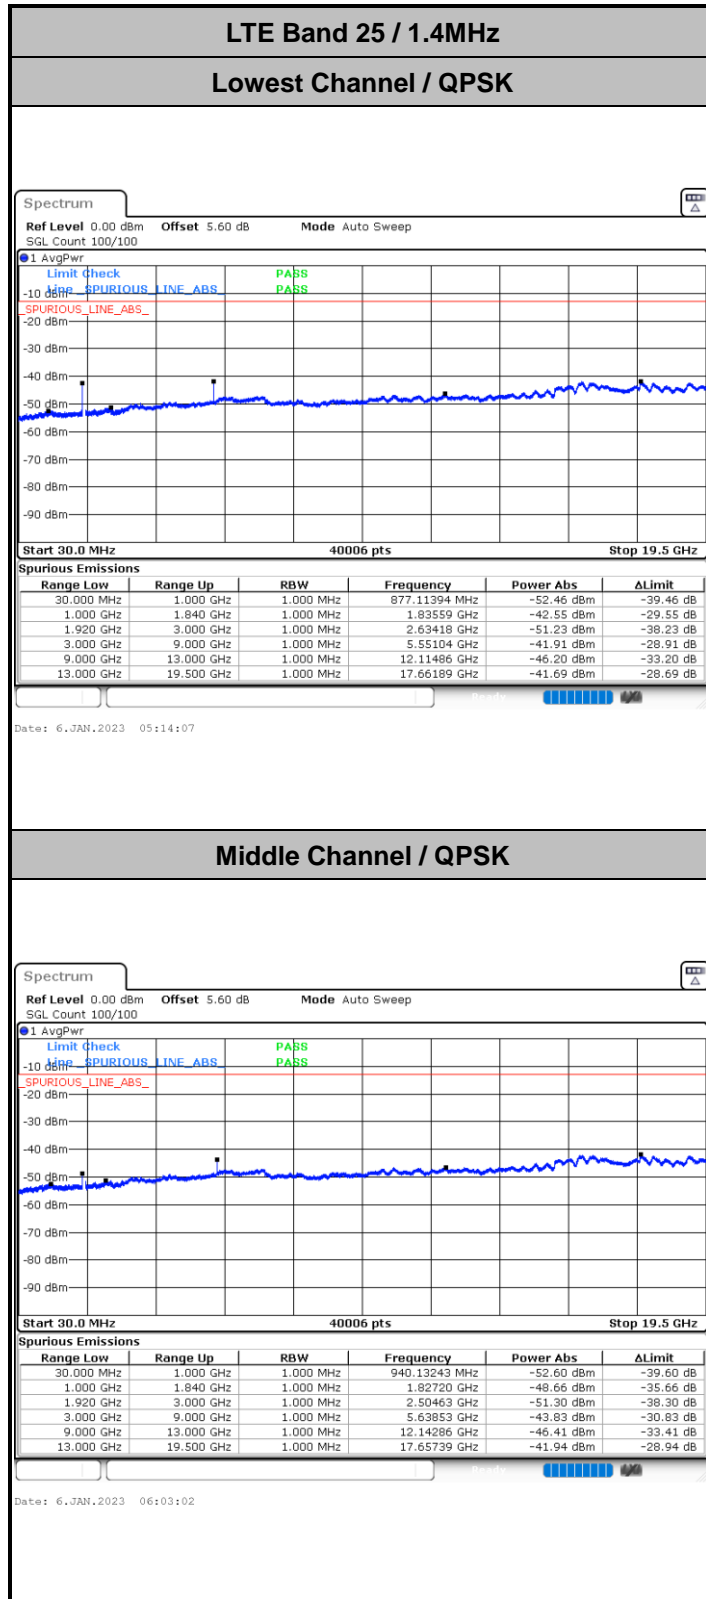 LTE Band 25 / 1.4MHz
Lowest Channel / QPSK
Spectrum
Ref Level 0.00 dBm Offset 5.60 dB Mode Auto Sweep
SGL Count 100/100
1 AvgPwr
Limit Check PASS
-10 dBm
Line _SPURIOUS_LINE_ABS_ PASS
_SPURIOUS_LINE_ABS_
-20 dBm
-30 dBm
-40 dBm
-50 dBm
-60 dBm
-70 dBm
-80 dBm
-90 dBm
Start 30.0 MHz 40006 pts Stop 19.5 GHz
Spurious Emissions
Range Low Range Up RBW Frequency Power Abs ΔLimit
30.000 MHz 1.000 GHz 1.000 MHz 877.11394 MHz -52.46 dBm -39.46 dB
1.000 GHz 1.840 GHz 1.000 MHz 1.83559 GHz -42.55 dBm -29.55 dB
1.920 GHz 3.000 GHz 1.000 MHz 2.63418 GHz -51.23 dBm -38.23 dB
3.000 GHz 9.000 GHz 1.000 MHz 5.55104 GHz -41.91 dBm -28.91 dB
9.000 GHz 13.000 GHz 1.000 MHz 12.11486 GHz -46.20 dBm -33.20 dB
13.000 GHz 19.500 GHz 1.000 MHz 17.66189 GHz -41.69 dBm -28.69 dB
Ready
Date: 6.JAN.2023 05:14:07
Middle Channel / QPSK
Spectrum
Ref Level 0.00 dBm Offset 5.60 dB Mode Auto Sweep
SGL Count 100/100
1 AvgPwr
Limit Check PASS
-10 dBm
Line _SPURIOUS_LINE_ABS_ PASS
_SPURIOUS_LINE_ABS_
-20 dBm
-30 dBm
-40 dBm
-50 dBm
-60 dBm
-70 dBm
-80 dBm
-90 dBm
Start 30.0 MHz 40006 pts Stop 19.5 GHz
Spurious Emissions
Range Low Range Up RBW Frequency Power Abs ΔLimit
30.000 MHz 1.000 GHz 1.000 MHz 940.13243 MHz -52.60 dBm -39.60 dB
1.000 GHz 1.840 GHz 1.000 MHz 1.82720 GHz -48.66 dBm -35.66 dB
1.920 GHz 3.000 GHz 1.000 MHz 2.50463 GHz -51.30 dBm -38.30 dB
3.000 GHz 9.000 GHz 1.000 MHz 5.63853 GHz -43.83 dBm -30.83 dB
9.000 GHz 13.000 GHz 1.000 MHz 12.14286 GHz -46.41 dBm -33.41 dB
13.000 GHz 19.500 GHz 1.000 MHz 17.65739 GHz -41.94 dBm -28.94 dB
Ready
Date: 6.JAN.2023 06:03:02